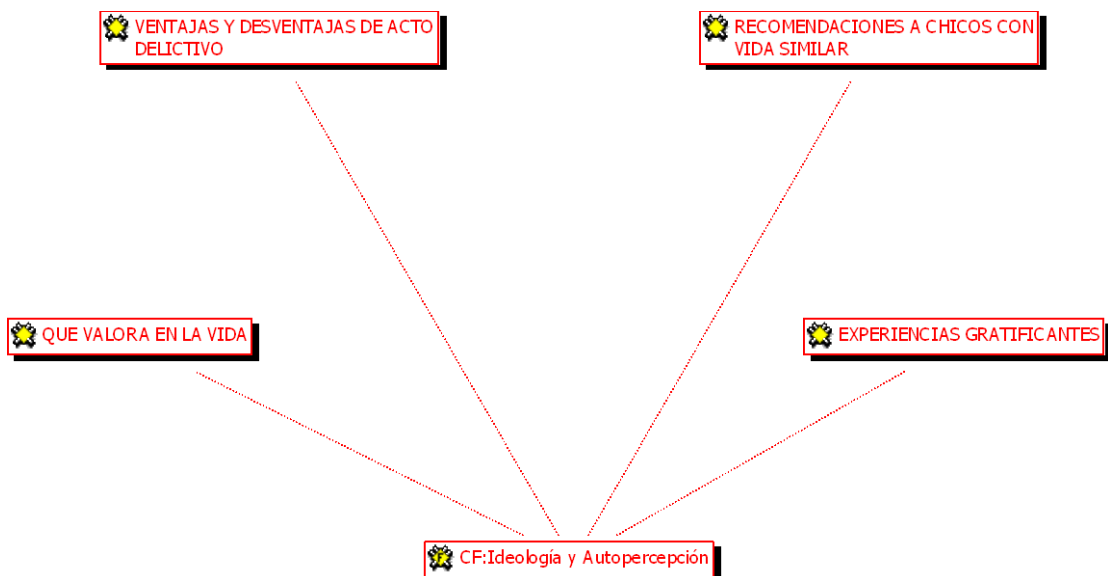 VENTAJAS Y DESVENTAJAS DE ACTO
DELICTIVO
RECOMENDACIONES A CHICOS CON
VIDA SIMILAR
QUE VALORA EN LA VIDA
EXPERIENCIAS GRATIFICANTES
CF:Ideología y Autopercepción